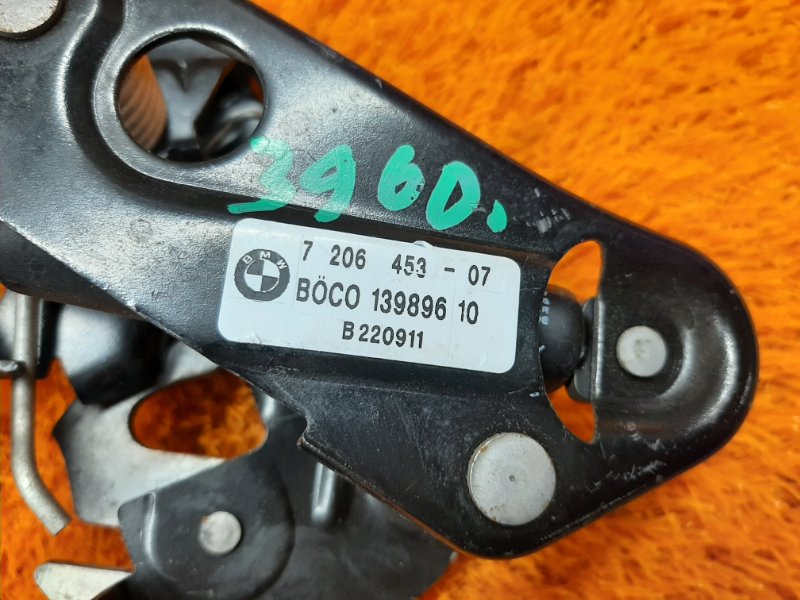 3960.
BMW
7 206 453 - 07
BÖCO 139896 10
B220911